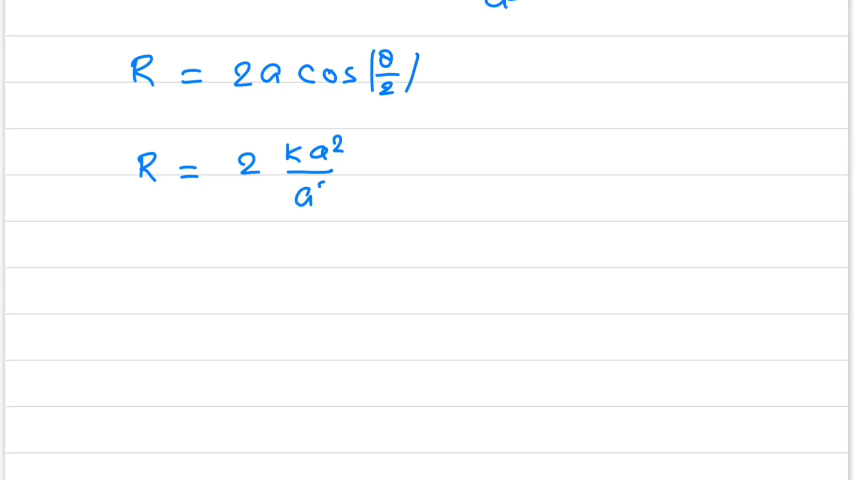 R = 2a cos(θ/2)
R = 2 ka²/a